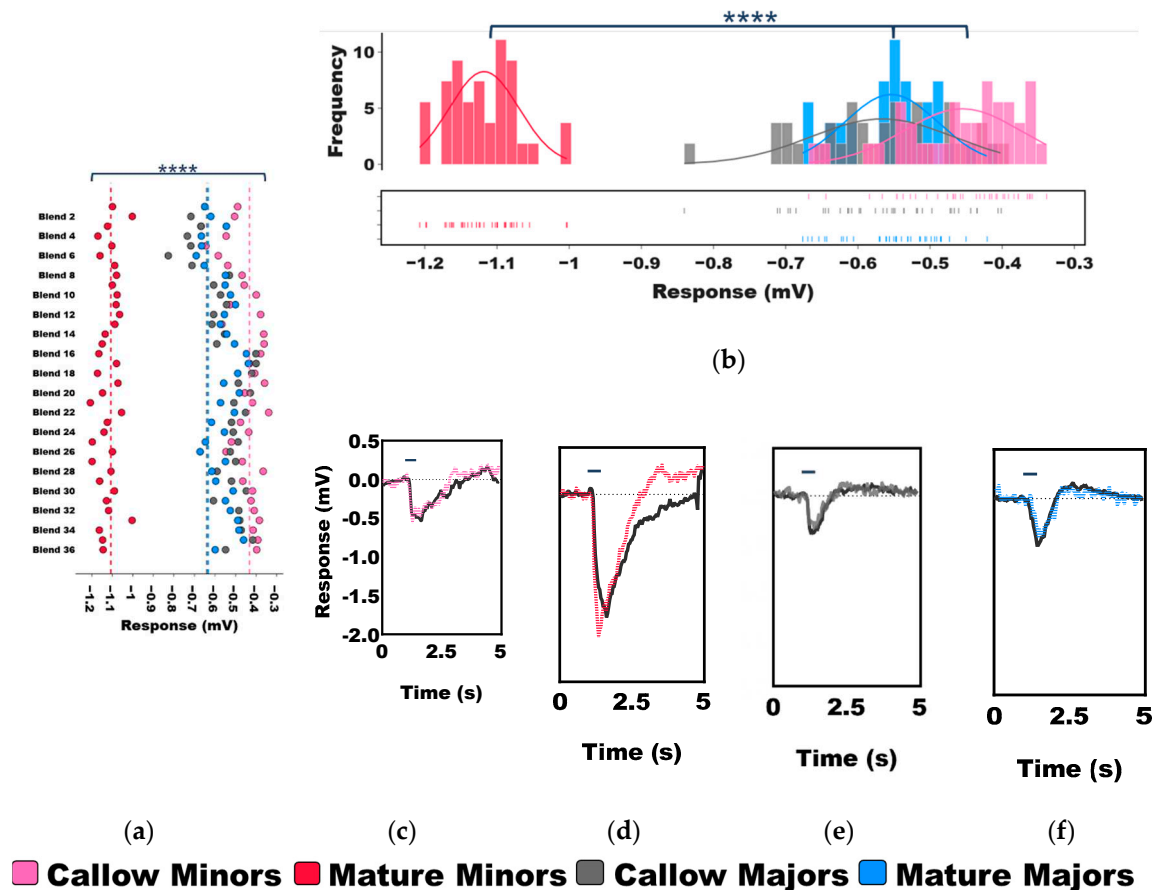 ****
Blend 2
Blend 4
Blend 6
Blend 8
Blend 10
Blend 12
Blend 14
Blend 16
Blend 18
Blend 20
Blend 22
Blend 24
Blend 26
Blend 28
Blend 30
Blend 32
Blend 34
Blend 36
-1.2 -1.1 -1 -0.9 -0.8 -0.7 -0.6 -0.5 -0.4 -0.3
Response (mV)
****
Frequency
10
5
0
−1.2 −1.1 −1 −0.9 −0.8 −0.7 −0.6 −0.5 −0.4 −0.3
Response (mV)
(b)
Response (mV)
0.5
0.0
-0.5
-1.0
-1.5
-2.0
0 2.5 5
Time (s)
0 2.5 5
Time (s)
0 2.5 5
Time (s)
0 2.5 5
Time (s)
(a) (c) (d) (e) (f)
Callow Minors Mature Minors Callow Majors Mature Majors